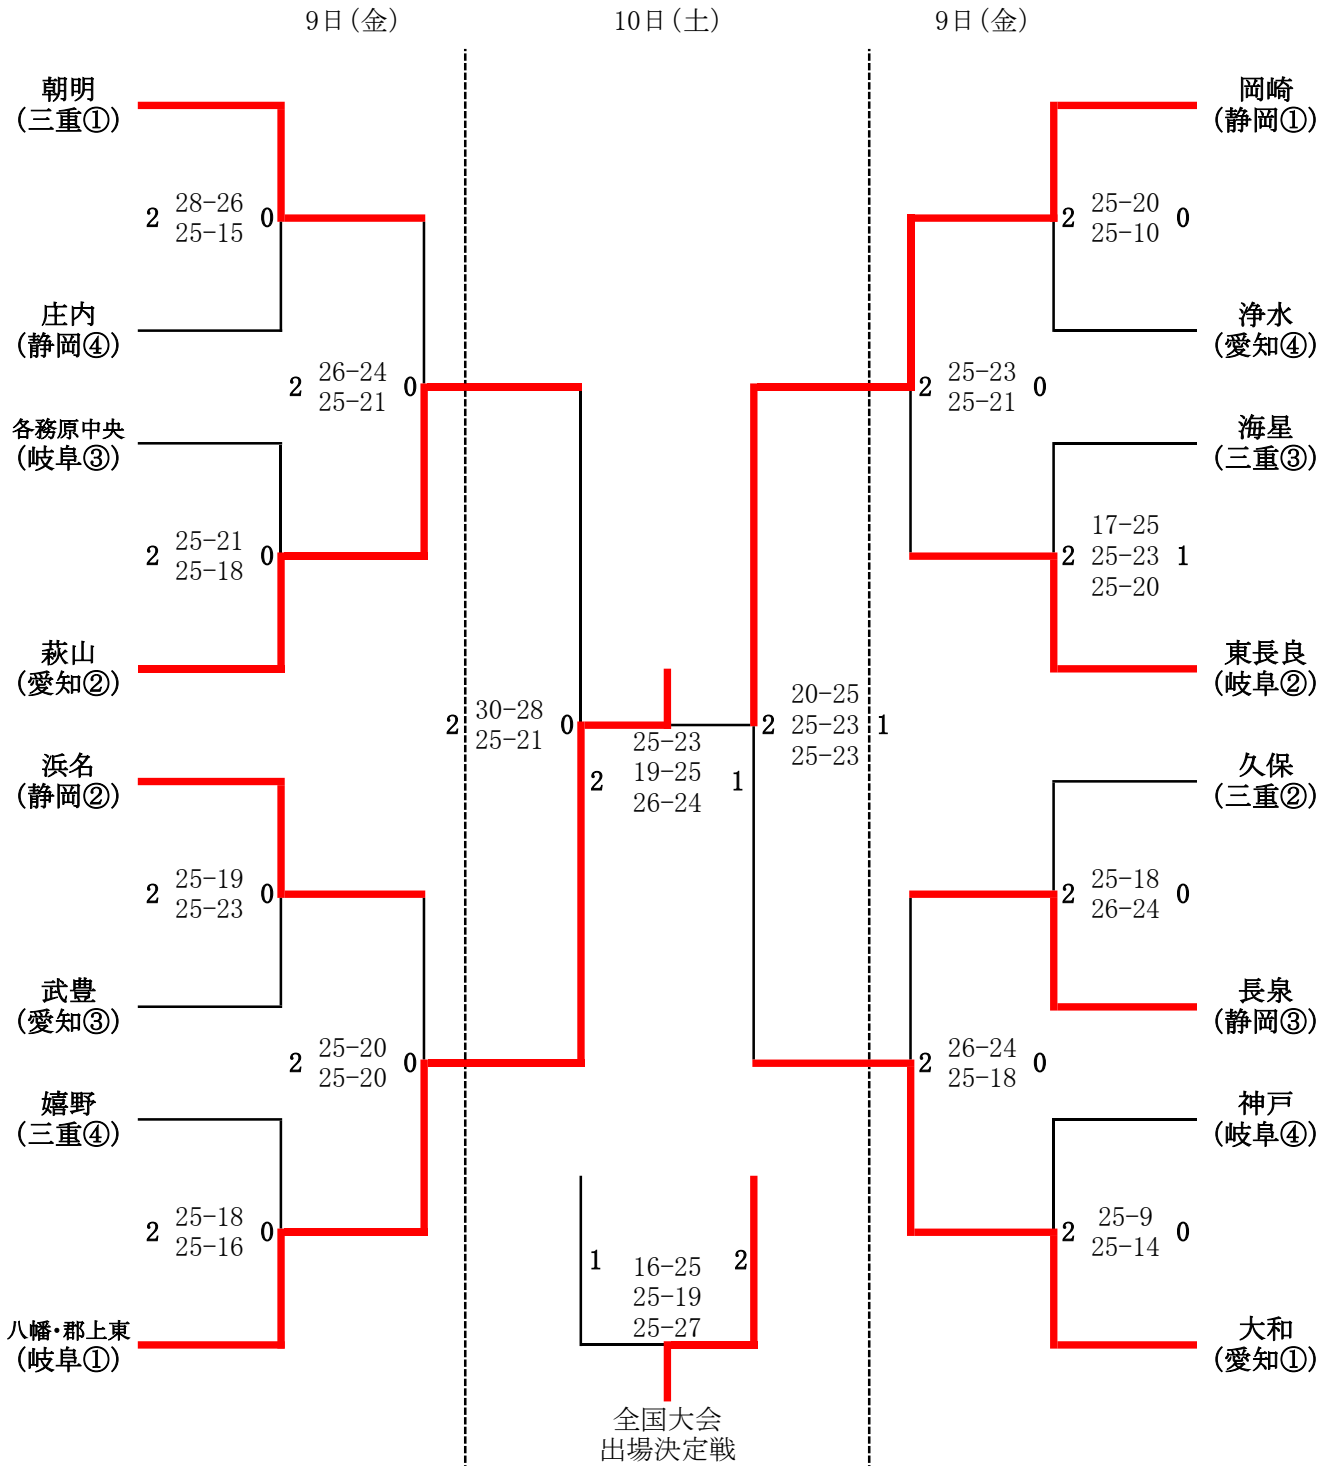 9日(金)
10日(土)
9日(金)
朝明
(三重①)
2 28-26 0
25-15
庄内
(静岡④)
2 26-24 0
25-21
各務原中央
(岐阜③)
2 25-21 0
25-18
萩山
(愛知②)
2 30-28 0
25-21
浜名
(静岡②)
2 25-19 0
25-23
武豊
(愛知③)
2 25-20 0
25-20
嬉野
(三重④)
2 25-18 0
25-16
八幡・郡上東
(岐阜①)
25-23
2 19-25 1
26-24
1 16-25 2
25-19
25-27
全国大会
出場決定戦
岡崎
(静岡①)
2 25-20 0
25-10
浄水
(愛知④)
2 25-23 0
25-21
海星
(三重③)
17-25
2 25-23 1
25-20
東長良
(岐阜②)
20-25
2 25-23 1
25-23
久保
(三重②)
2 25-18 0
26-24
長泉
(静岡③)
2 26-24 0
25-18
神戸
(岐阜④)
2 25-9 0
25-14
大和
(愛知①)